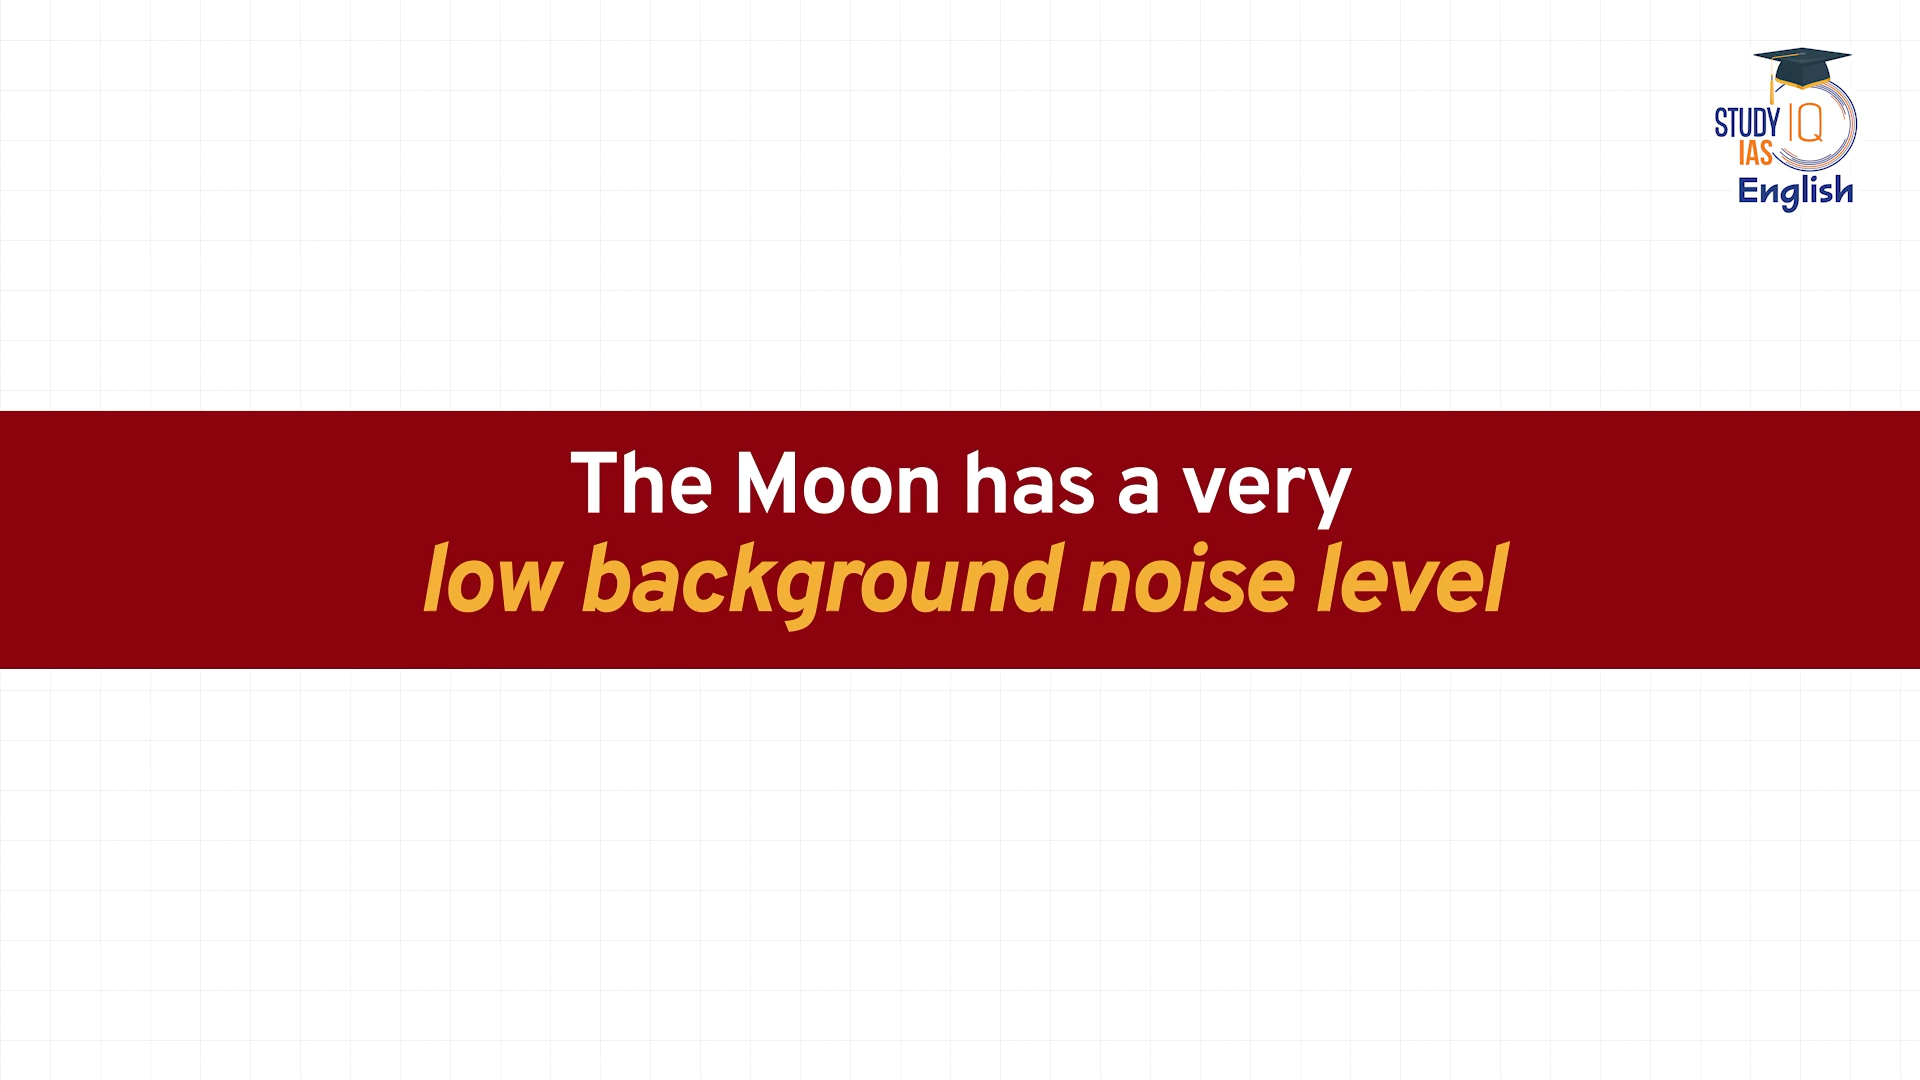 STUDY IQ
IAS
English
The Moon has a very
low background noise level